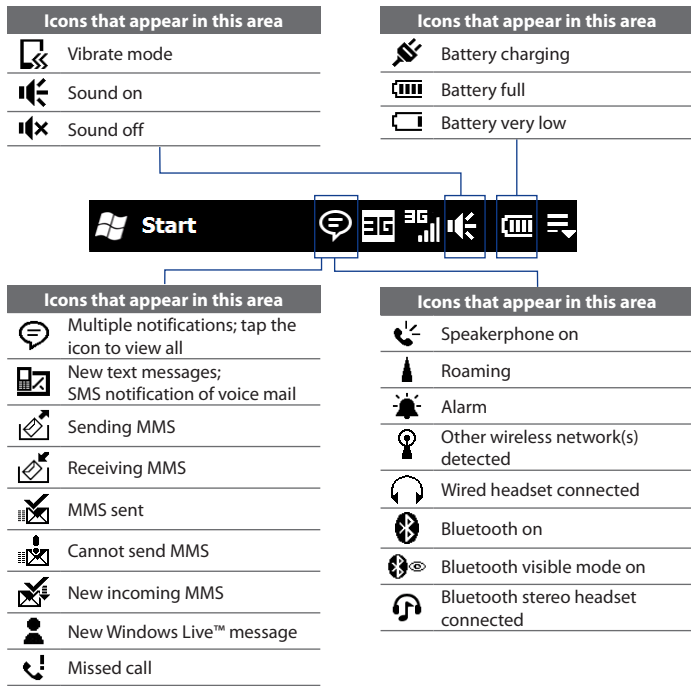 Icons that appear in this area
Vibrate mode
Sound on
Sound off
Icons that appear in this area
Battery charging
Battery full
Battery very low
Start
3G
3G
Icons that appear in this area
Multiple notifications; tap the
icon to view all
New text messages;
SMS notification of voice mail
Sending MMS
Receiving MMS
MMS sent
Cannot send MMS
New incoming MMS
New Windows Live™ message
Missed call
Icons that appear in this area
Speakerphone on
Roaming
Alarm
Other wireless network(s)
detected
Wired headset connected
Bluetooth on
Bluetooth visible mode on
Bluetooth stereo headset
connected